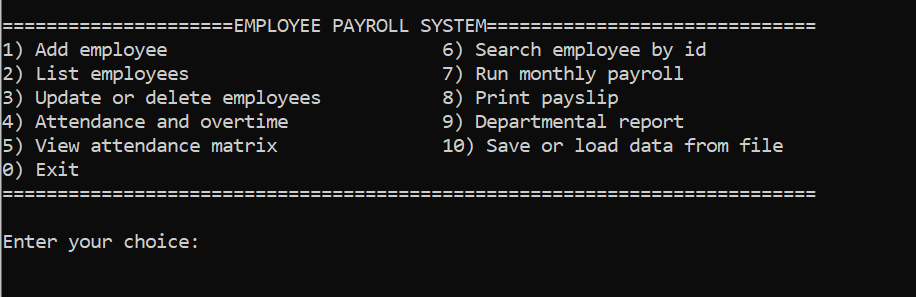 =====================EMPLOYEE PAYROLL SYSTEM==============================
1) Add employee                         6) Search employee by id
2) List employees                       7) Run monthly payroll
3) Update or delete employees           8) Print payslip
4) Attendance and overtime              9) Departmental report
5) View attendance matrix               10) Save or load data from file
0) Exit
==========================================================================
Enter your choice: